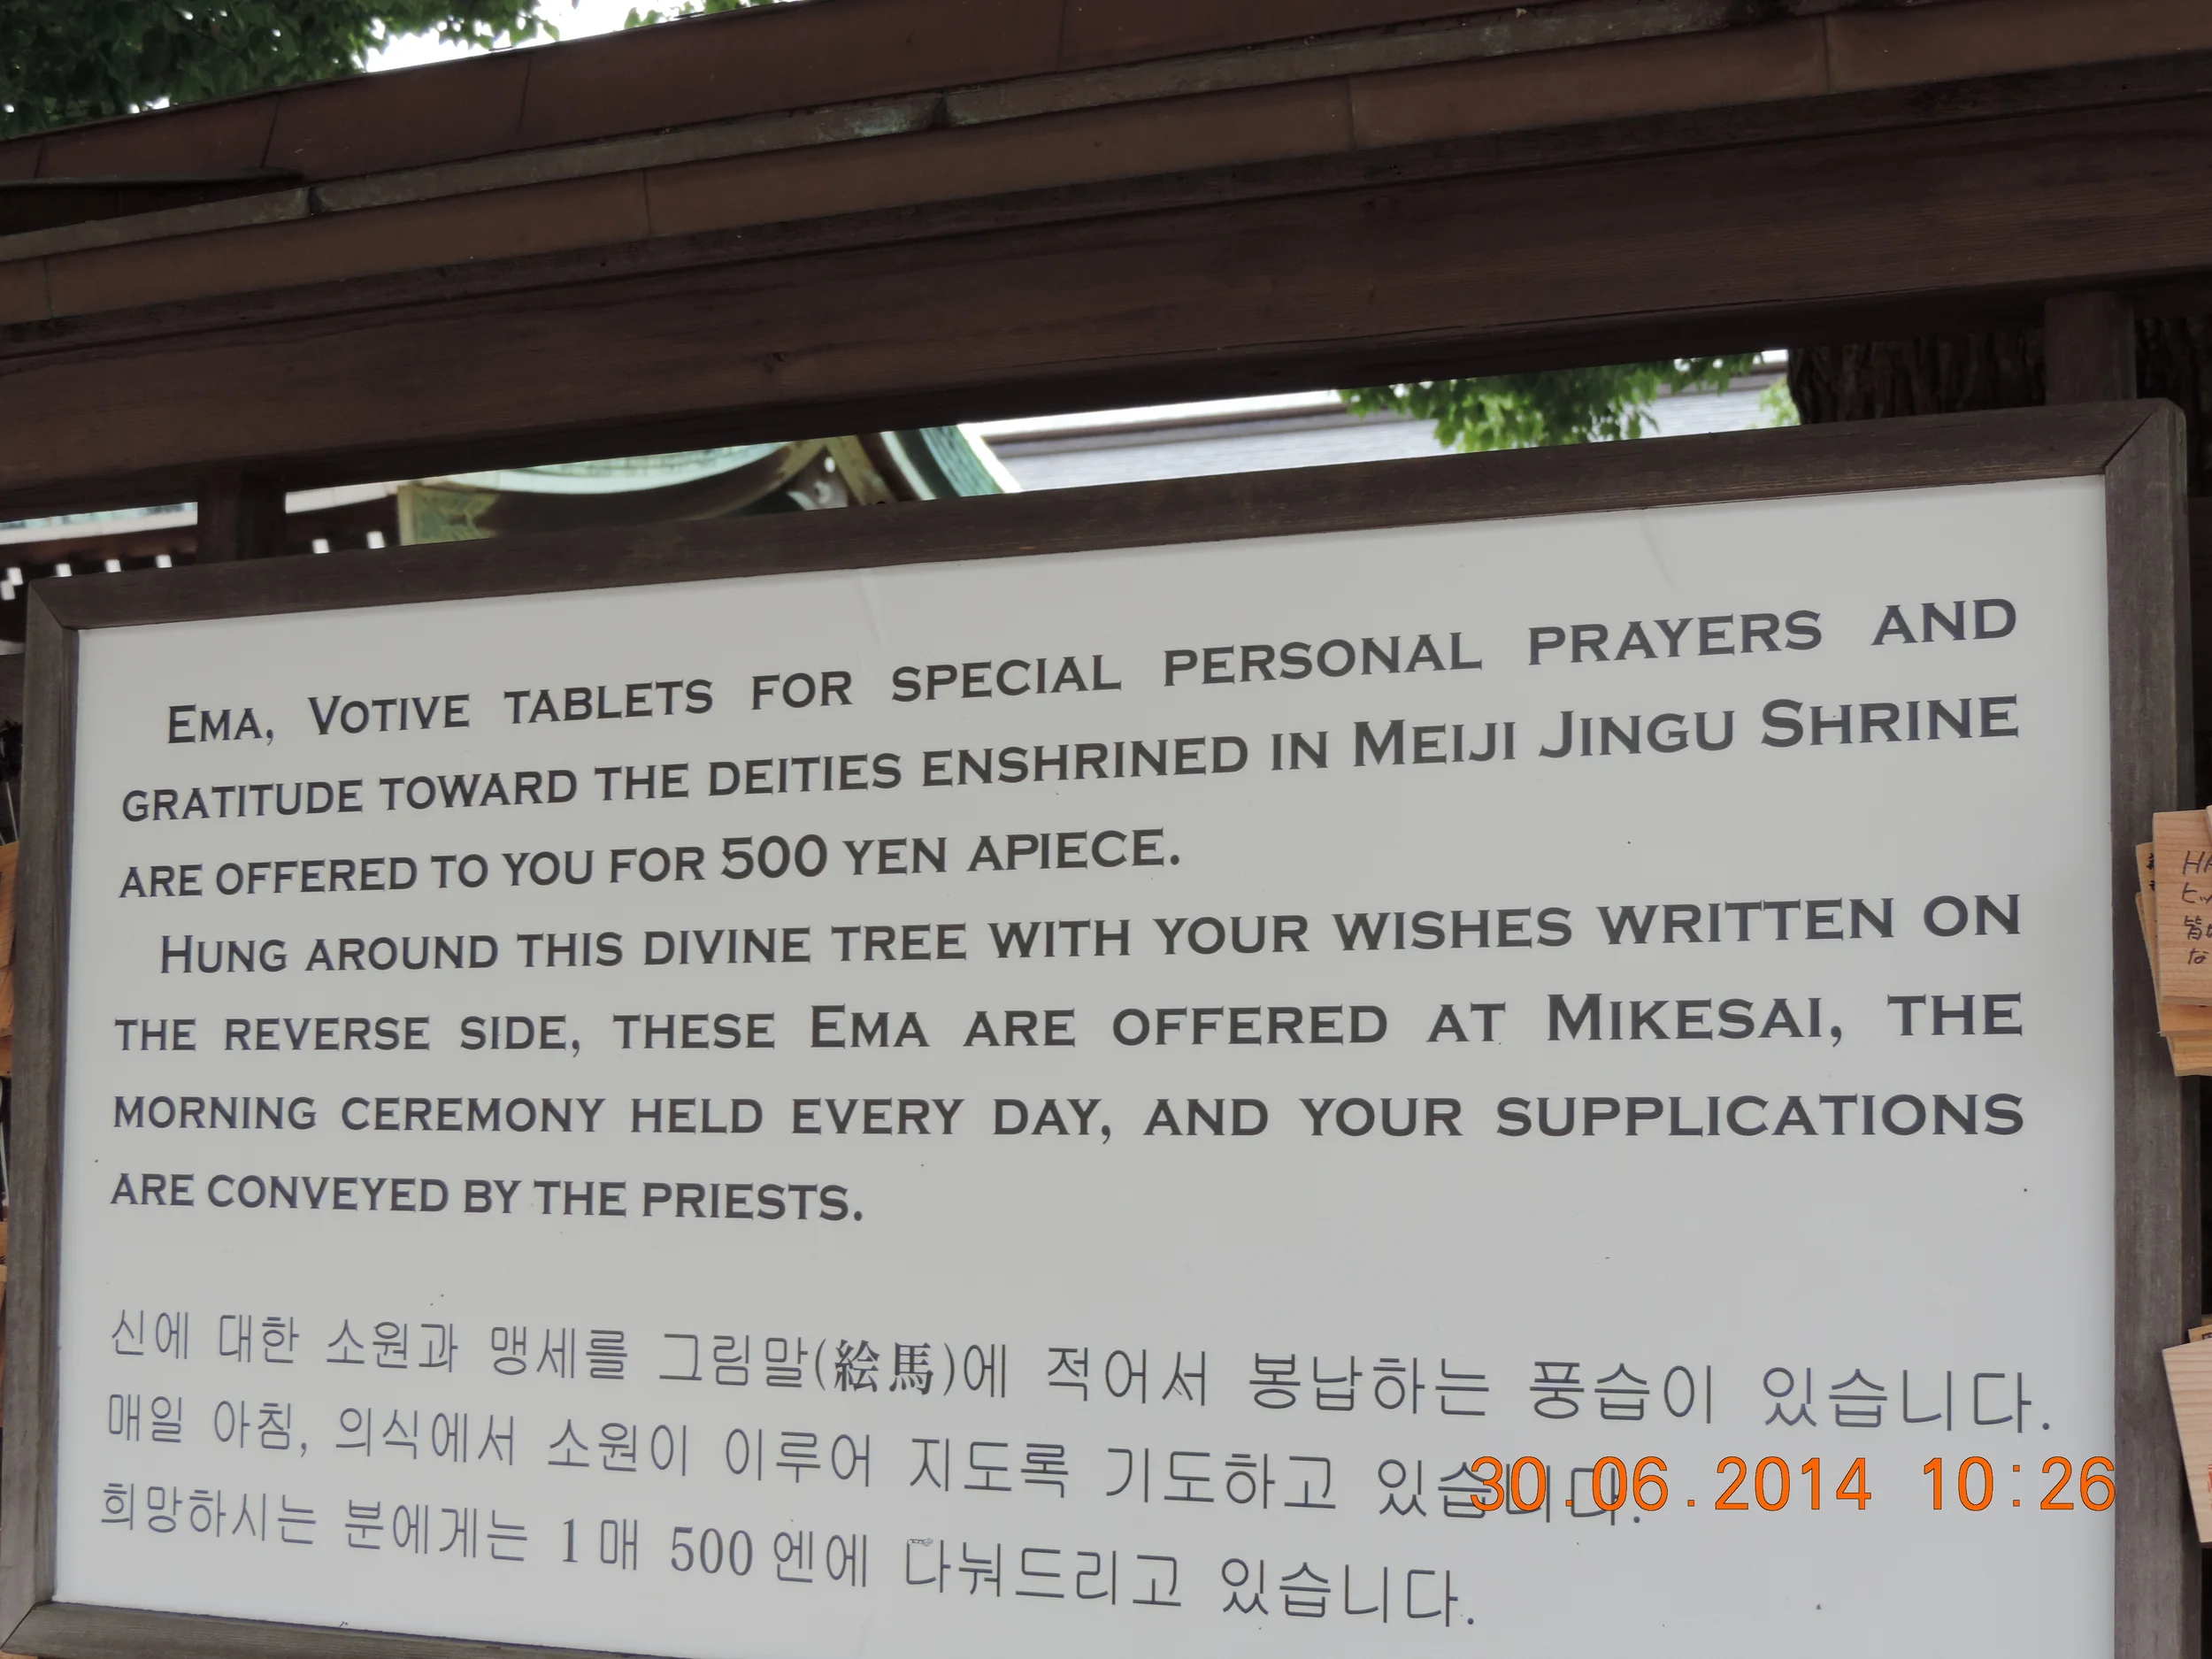 Ema, Votive tablets for special personal prayers and
gratitude toward the deities enshrined in Meiji Jingu Shrine
are offered to you for 500 yen apiece.
Hung around this divine tree with your wishes written on
the reverse side, these Ema are offered at Mikesai, the
morning ceremony held every day, and your supplications
are conveyed by the priests.
신에 대한 소원과 맹세를 그림말(絵馬)에 적어서 봉납하는 풍습이 있습니다.
매일 아침, 의식에서 소원이 이루어 지도록 기도하고 있습니다.
희망하시는 분에게는 1매 500엔에 다눠드리고 있습니다.
30.06.2014 10:26